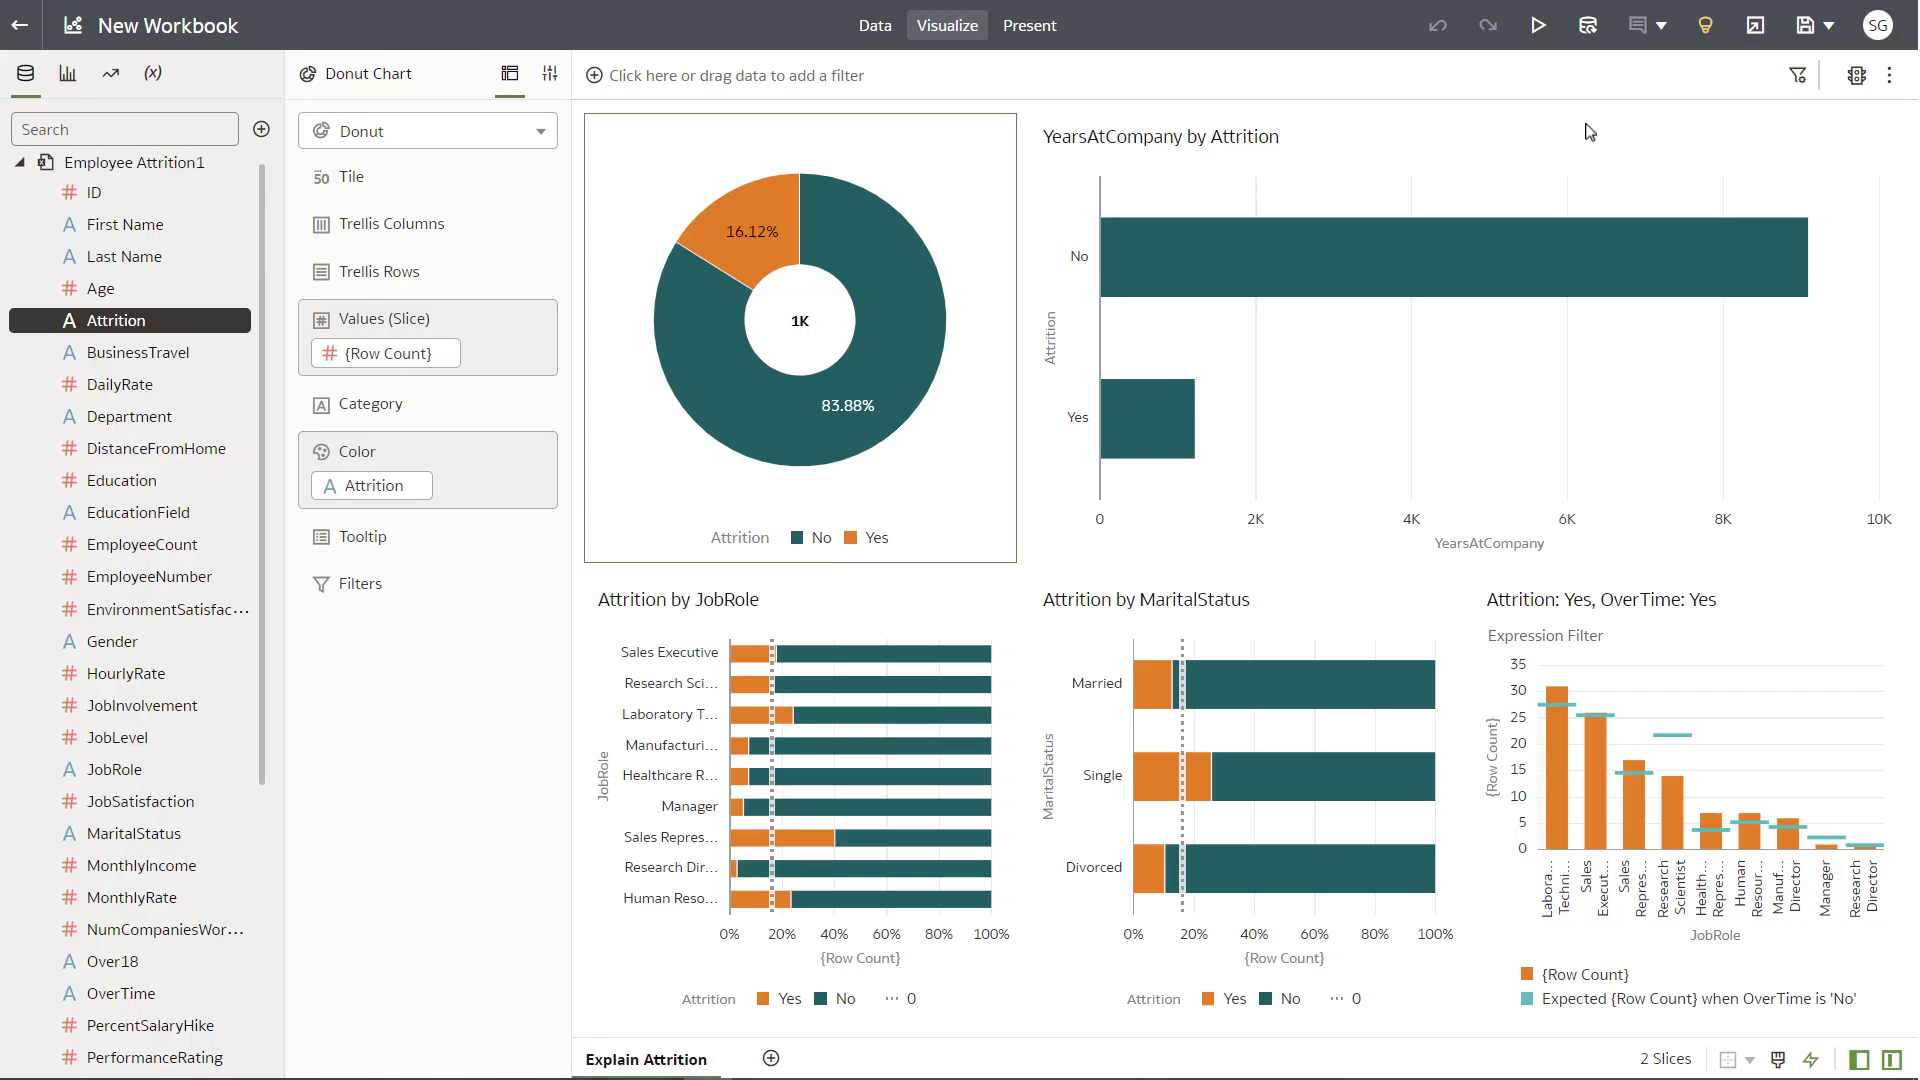 New Workbook
Data
Visualize
Present
SG
(x)
Donut Chart
Click here or drag data to add a filter
Search
Employee Attrition1
# ID
A First Name
A Last Name
# Age
A Attrition
A BusinessTravel
# DailyRate
A Department
# DistanceFromHome
# Education
A EducationField
# EmployeeCount
# EmployeeNumber
# EnvironmentSatisfac...
A Gender
# HourlyRate
# JobInvolvement
# JobLevel
A JobRole
# JobSatisfaction
A MaritalStatus
# MonthlyIncome
# MonthlyRate
# NumCompaniesWor...
A Over18
A OverTime
# PercentSalaryHike
# PerformanceRating
Donut
50 Tile
Trellis Columns
Trellis Rows
# Values (Slice)
# {Row Count}
A Category
Color
A Attrition
Tooltip
Filters
16.12%
1K
83.88%
Attrition No Yes
YearsAtCompany by Attrition
Attrition
No
Yes
0 2K 4K 6K 8K 10K
YearsAtCompany
Attrition by JobRole
JobRole
Sales Executive
Research Sci...
Laboratory T...
Manufacturi...
Healthcare R...
Manager
Sales Repres...
Research Dir...
Human Reso...
0% 20% 40% 60% 80% 100%
{Row Count}
Attrition Yes No 0
Attrition by MaritalStatus
MaritalStatus
Married
Single
Divorced
0% 20% 40% 60% 80% 100%
{Row Count}
Attrition Yes No 0
Attrition: Yes, OverTime: Yes
Expression Filter
{Row Count}
35
30
25
20
15
10
5
0
Labora...
Techni...
Sales
Execut...
Sales
Repres...
Research
Scientist
Health...
Repres...
Human
Resour...
Manuf...
Director
Manager
Research
Director
JobRole
{Row Count}
Expected {Row Count} when OverTime is 'No'
Explain Attrition
2 Slices